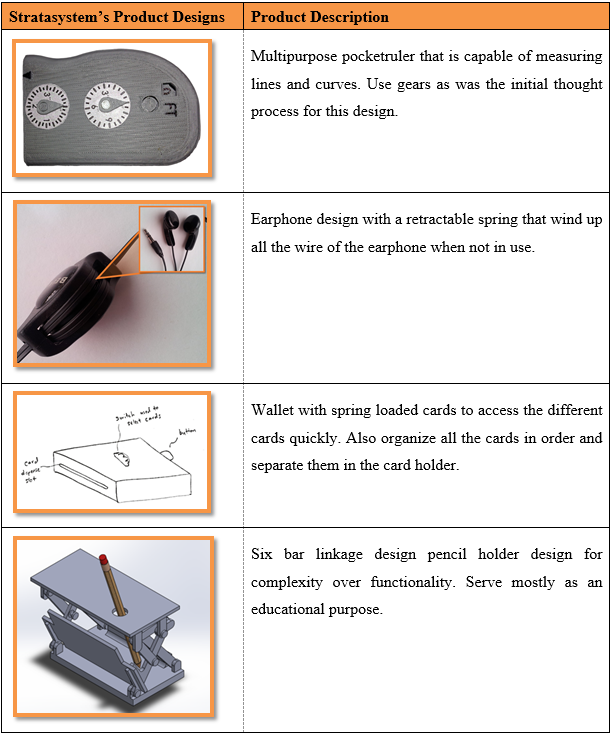 Stratasystem's Product Designs
Product Description
IN
FT
Multipurpose pocketruler that is capable of measuring
lines and curves. Use gears as was the initial thought
process for this design.
Earphone design with a retractable spring that wind up
all the wire of the earphone when not in use.
switch used to
select cards
button
card
dispense
slot
Wallet with spring loaded cards to access the different
cards quickly. Also organize all the cards in order and
separate them in the card holder.
Six bar linkage design pencil holder design for
complexity over functionality. Serve mostly as an
educational purpose.